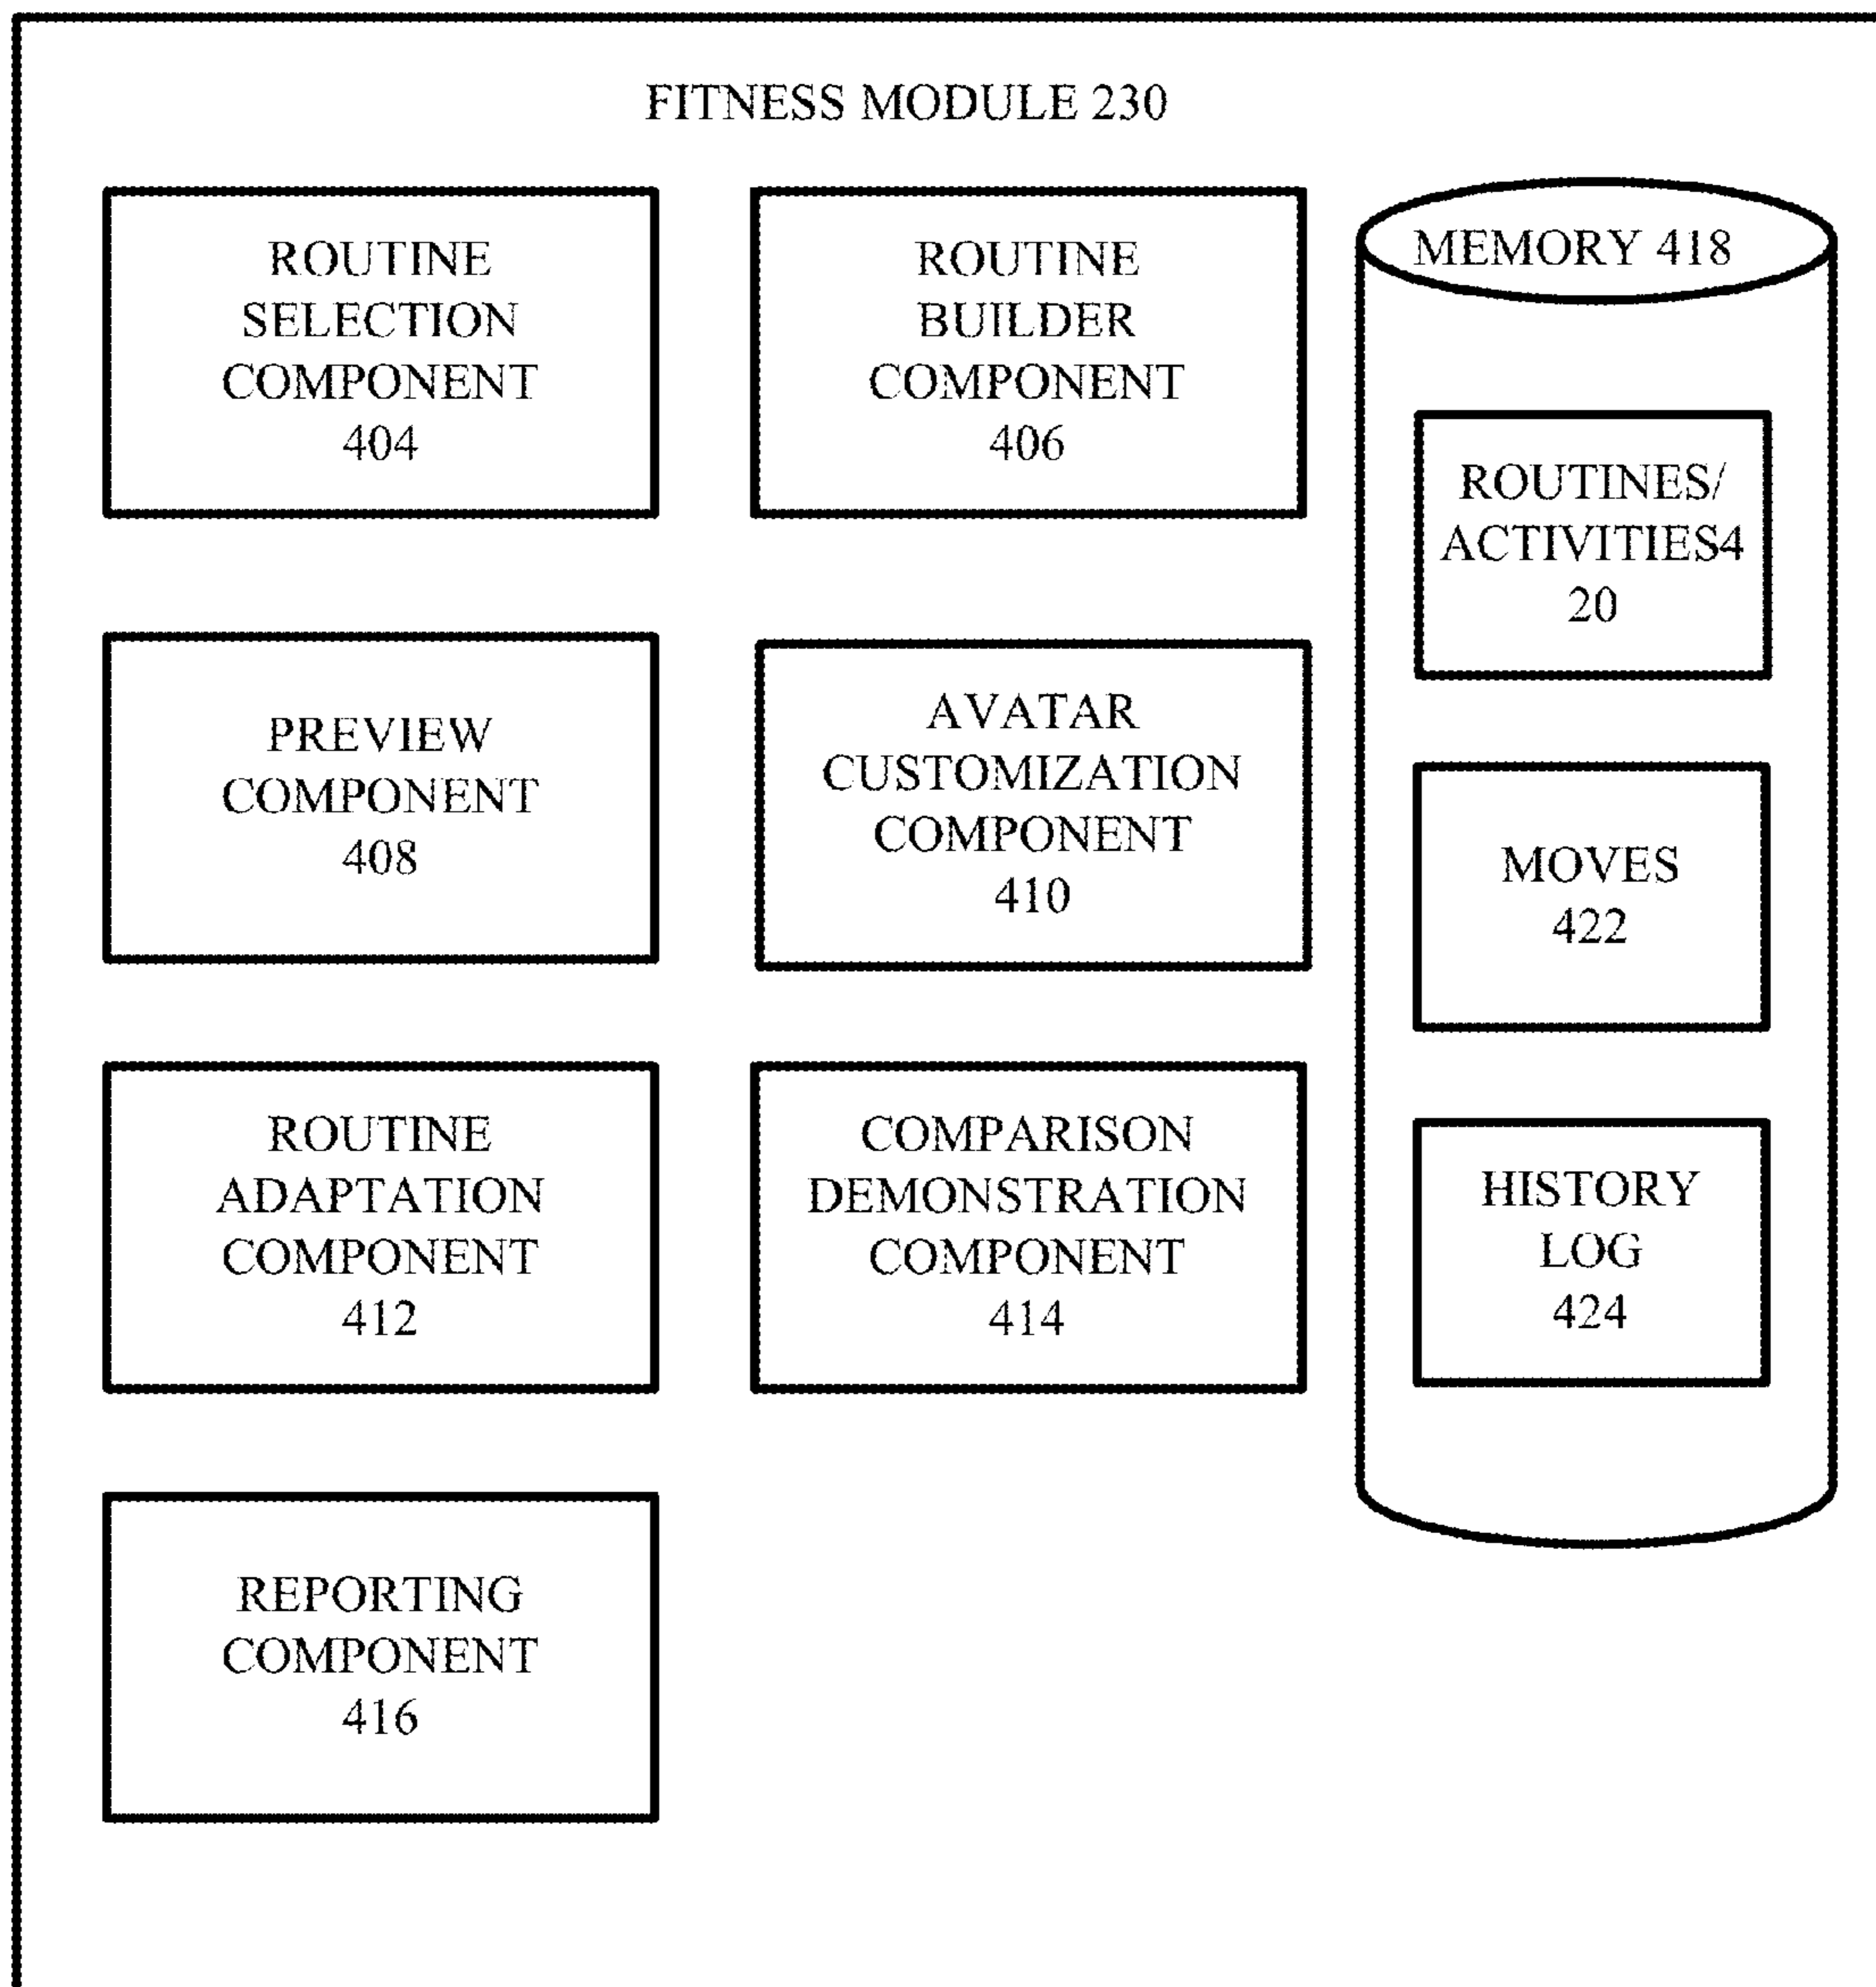 FITNESS MODULE 230
ROUTINE
SELECTION
COMPONENT
404
ROUTINE
BUILDER
COMPONENT
406
MEMORY 418
ROUTINES/
ACTIVITIES4
20
PREVIEW
COMPONENT
408
AVATAR
CUSTOMIZATION
COMPONENT
410
MOVES
422
ROUTINE
ADAPTATION
COMPONENT
412
COMPARISON
DEMONSTRATION
COMPONENT
414
HISTORY
LOG
424
REPORTING
COMPONENT
416